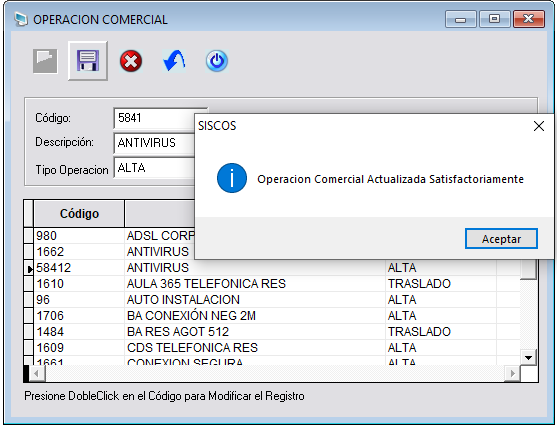 OPERACION COMERCIAL
Código: 5841
SISCOS
Descripción: ANTIVIRUS
Tipo Operacion ALTA
Operacion Comercial Actualizada Satisfactoriamente
Aceptar
Código
980 ADSL CORP
1662 ANTIVIRUS
58412 ANTIVIRUS ALTA
1610 AULA 365 TELEFONICA RES TRASLADO
96 AUTO INSTALACION ALTA
1706 BA CONEXIÓN NEG 2M ALTA
1484 BA RES AGOT 512 TRASLADO
1609 CDS TELEFONICA RES ALTA
1661 CONEXION SEGURA ALTA
Presione DobleClick en el Código para Modificar el Registro